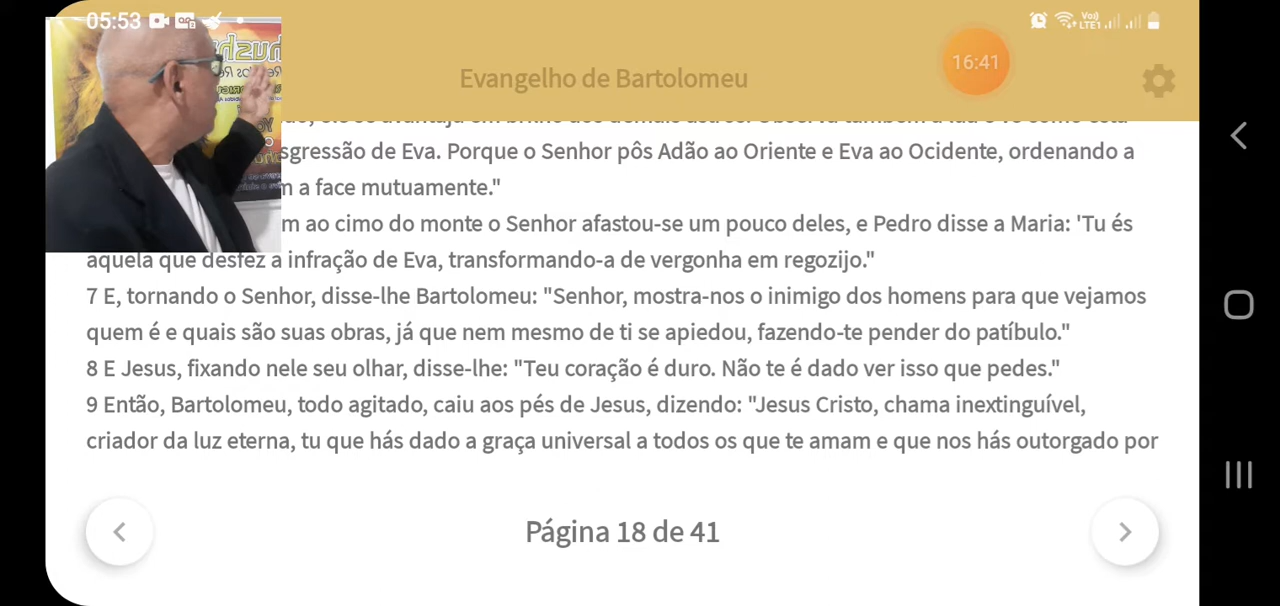 05:53
VoJ
LTE1
16:41
Evangelho de Bartolomeu
sgressão de Eva. Porque o Senhor pôs Adão ao Oriente e Eva ao Ocidente, ordenando a
a face mutuamente."
ao cimo do monte o Senhor afastou-se um pouco deles, e Pedro disse a Maria: 'Tu és
aquela que desfez a infração de Eva, transformando-a de vergonha em regozijo."
7 E, tornando o Senhor, disse-lhe Bartolomeu: "Senhor, mostra-nos o inimigo dos homens para que vejamos
quem é e quais são suas obras, já que nem mesmo de ti se apiedou, fazendo-te pender do patíbulo."
8 E Jesus, fixando nele seu olhar, disse-lhe: "Teu coração é duro. Não te é dado ver isso que pedes."
9 Então, Bartolomeu, todo agitado, caiu aos pés de Jesus, dizendo: "Jesus Cristo, chama inextinguível,
criador da luz eterna, tu que hás dado a graça universal a todos os que te amam e que nos hás outorgado por
Página 18 de 41